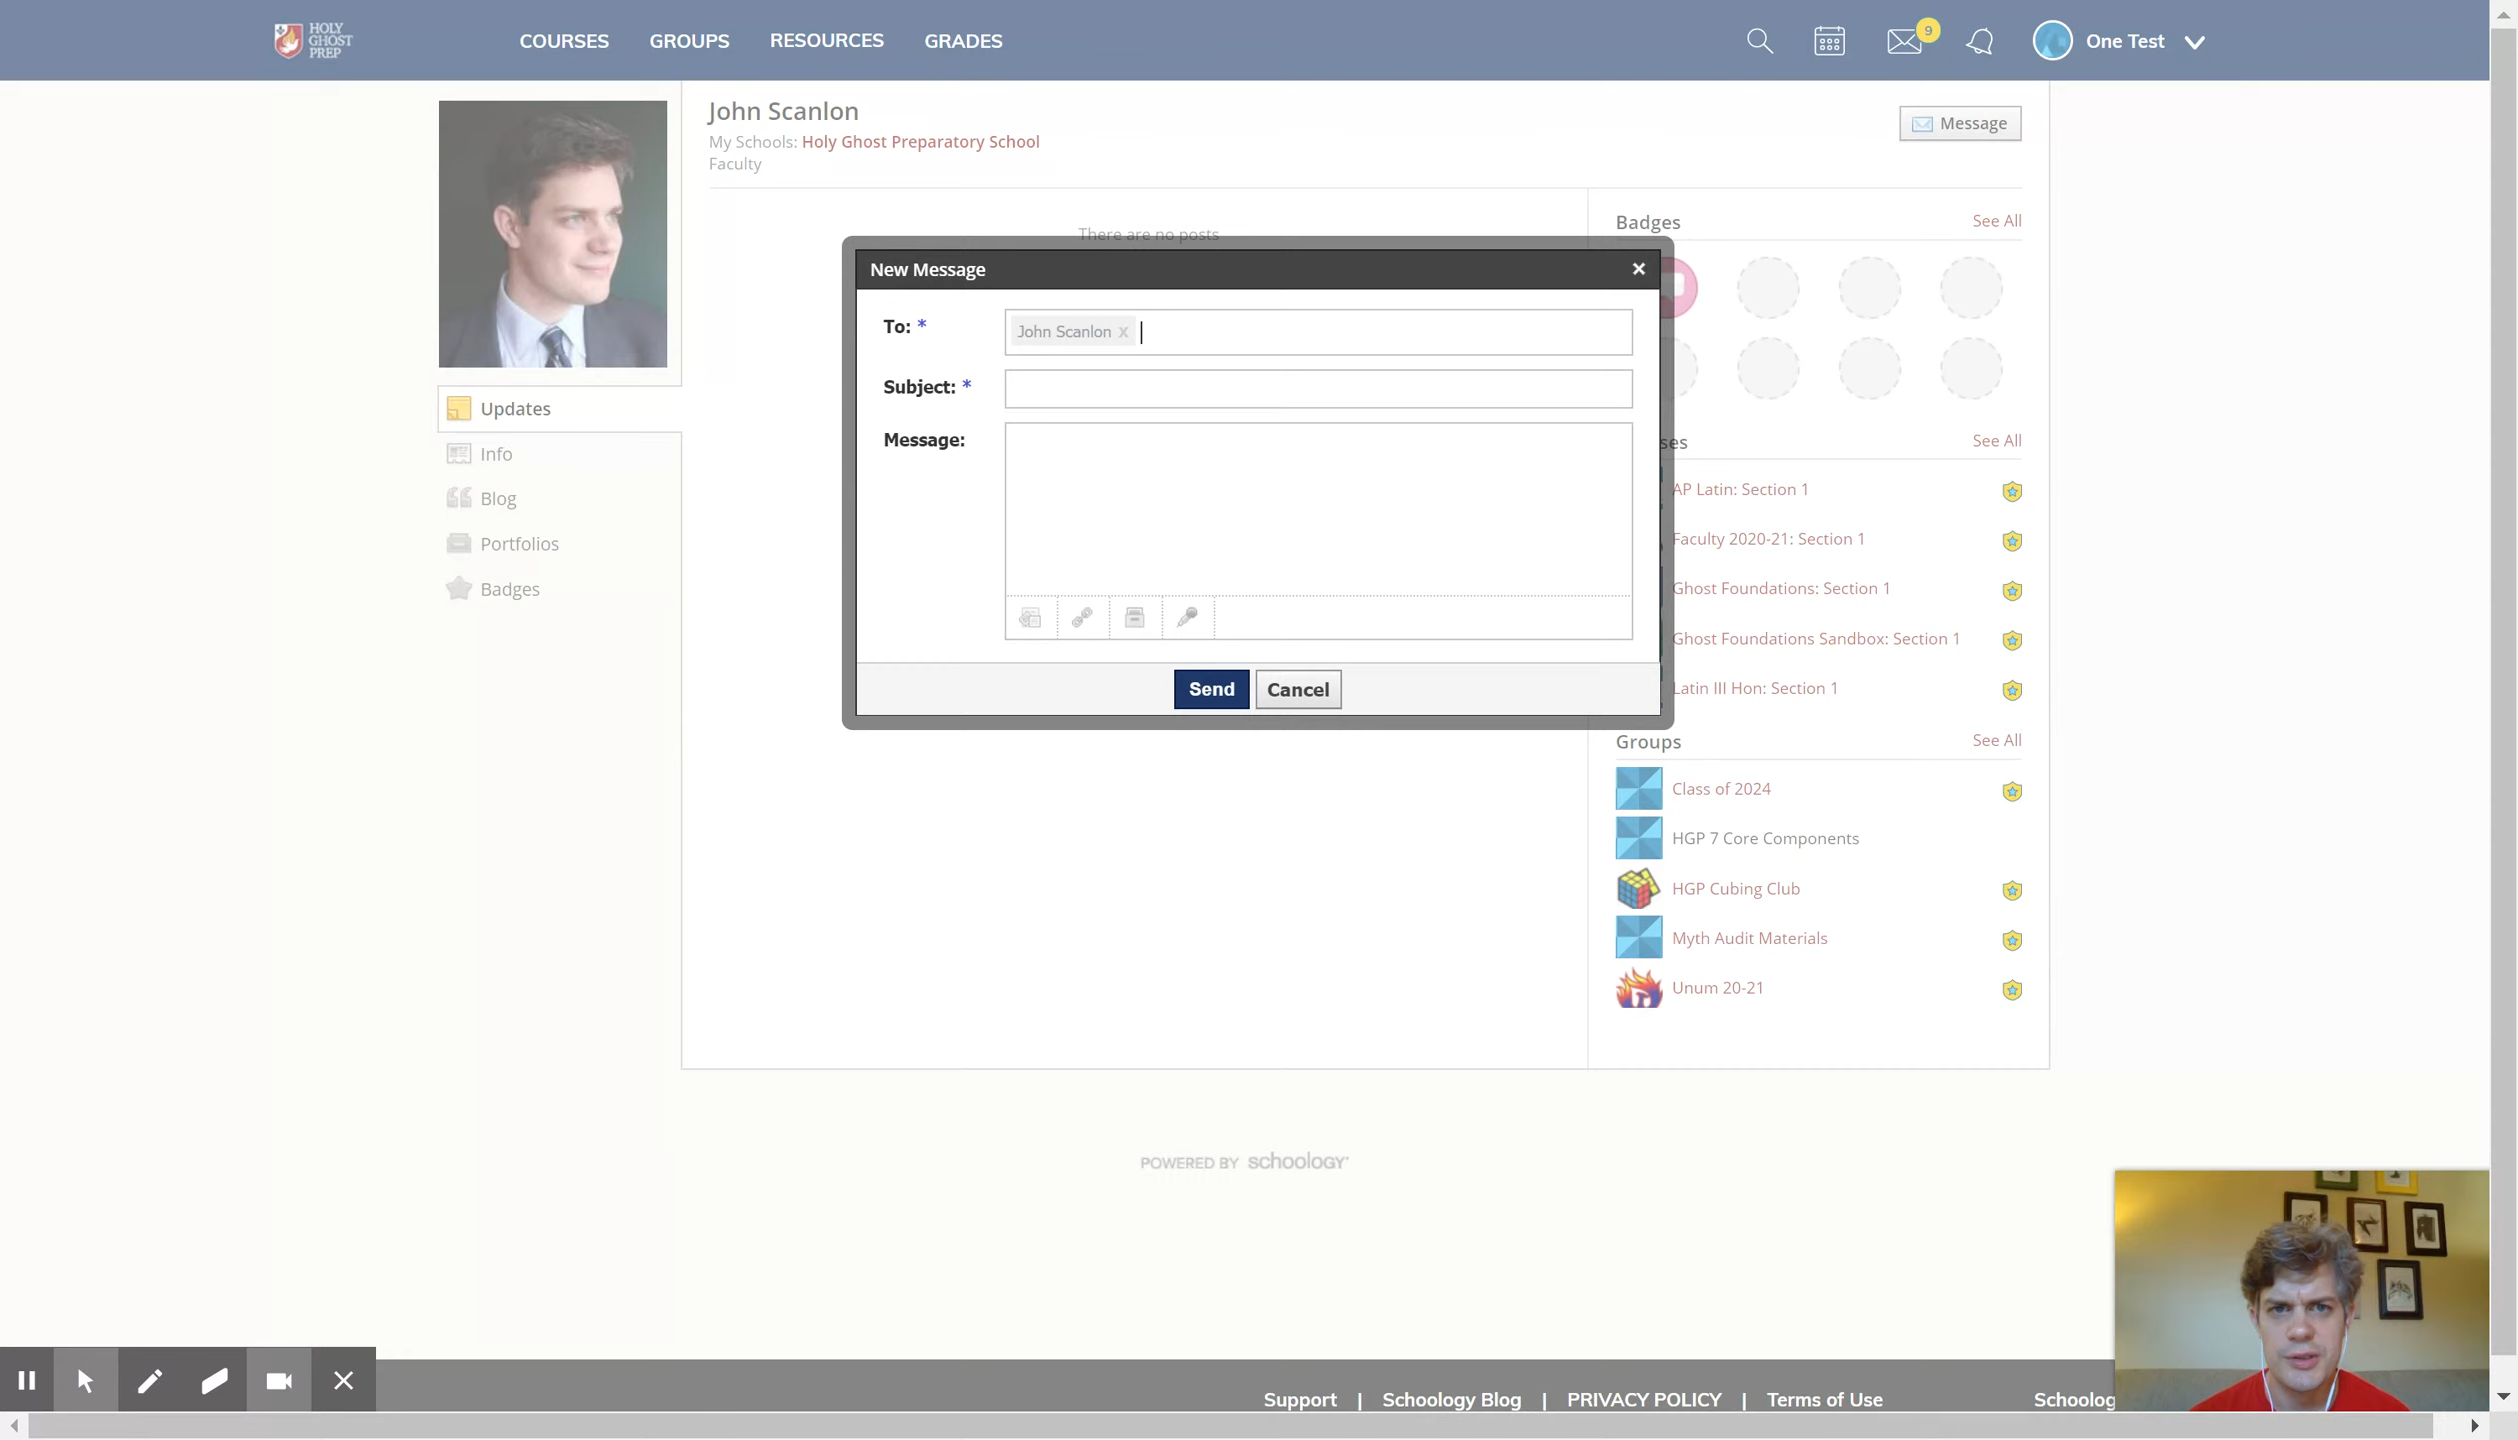 HOLY
GHOST
PREP
COURSES
GROUPS
RESOURCES
GRADES
9
One Test
John Scanlon
My Schools: Holy Ghost Preparatory School
Faculty
Message
Updates
Info
Blog
Portfolios
Badges
There are no posts
New Message
×
To: *
John Scanlon x
Subject: *
Message:
Send
Cancel
Badges
See All
ses
See All
AP Latin: Section 1
Faculty 2020-21: Section 1
Ghost Foundations: Section 1
Ghost Foundations Sandbox: Section 1
Latin III Hon: Section 1
Groups
See All
Class of 2024
HGP 7 Core Components
HGP Cubing Club
Myth Audit Materials
Unum 20-21
POWERED BY schoology
Support | Schoology Blog | PRIVACY POLICY | Terms of Use
Schoolog